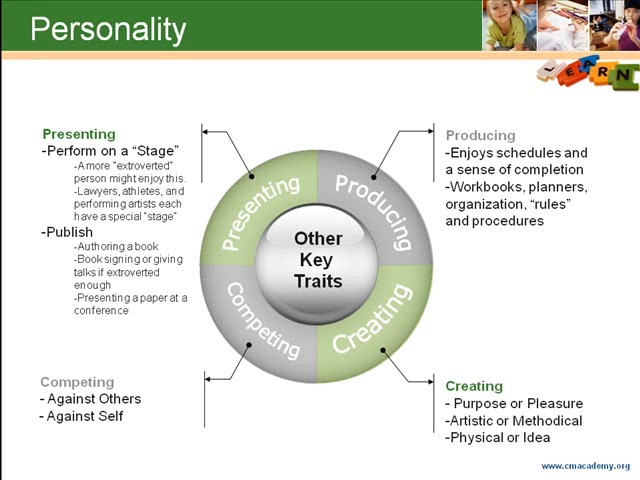 Personality
LEARN
Presenting
-Perform on a “Stage”
-A more “extroverted”
person might enjoy this.
-Lawyers, athletes, and
performing artists each
have a special “stage”
-Publish
-Authoring a book
-Book signing or giving
talks if extroverted
enough
-Presenting a paper at a
conference
Producing
-Enjoys schedules and
a sense of completion
-Workbooks, planners,
organization, “rules”
and procedures
Presenting
Producing
Other
Key
Traits
Competing
Creating
Competing
- Against Others
- Against Self
Creating
- Purpose or Pleasure
-Artistic or Methodical
-Physical or Idea
www.cmacademy.org